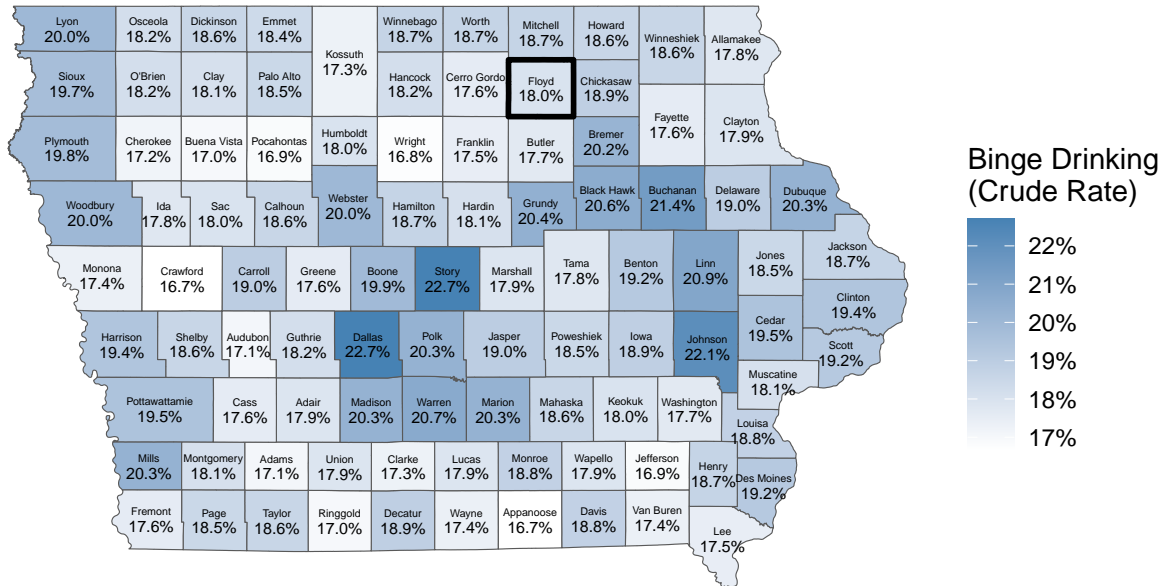 Lyon
20.0%
Osceola
18.2%
Dickinson
18.6%
Emmet
18.4%
Kossuth
17.3%
Winnebago
18.7%
Worth
18.7%
Mitchell
18.7%
Howard
18.6%
Winneshiek
18.6%
Allamakee
17.8%
Sioux
19.7%
O'Brien
18.2%
Clay
18.1%
Palo Alto
18.5%
Hancock
18.2%
Cerro Gordo
17.6%
Floyd
18.0%
Chickasaw
18.9%
Fayette
17.6%
Clayton
17.9%
Plymouth
19.8%
Cherokee
17.2%
Buena Vista
17.0%
Pocahontas
16.9%
Humboldt
18.0%
Wright
16.8%
Franklin
17.5%
Butler
17.7%
Bremer
20.2%
Woodbury
20.0%
Ida
17.8%
Sac
18.0%
Calhoun
18.6%
Webster
20.0%
Hamilton
18.7%
Hardin
18.1%
Grundy
20.4%
Black Hawk
20.6%
Buchanan
21.4%
Delaware
19.0%
Dubuque
20.3%
Monona
17.4%
Crawford
16.7%
Carroll
19.0%
Greene
17.6%
Boone
19.9%
Story
22.7%
Marshall
17.9%
Tama
17.8%
Benton
19.2%
Linn
20.9%
Jones
18.5%
Jackson
18.7%
Clinton
19.4%
Harrison
19.4%
Shelby
18.6%
Audubon
17.1%
Guthrie
18.2%
Dallas
22.7%
Polk
20.3%
Jasper
19.0%
Poweshiek
18.5%
Iowa
18.9%
Johnson
22.1%
Cedar
19.5%
Scott
19.2%
Muscatine
18.1%
Pottawattamie
19.5%
Cass
17.6%
Adair
17.9%
Madison
20.3%
Warren
20.7%
Marion
20.3%
Mahaska
18.6%
Keokuk
18.0%
Washington
17.7%
Louisa
18.8%
Mills
20.3%
Montgomery
18.1%
Adams
17.1%
Union
17.9%
Clarke
17.3%
Lucas
17.9%
Monroe
18.8%
Wapello
17.9%
Jefferson
16.9%
Henry
18.7%
Des Moines
19.2%
Fremont
17.6%
Page
18.5%
Taylor
18.6%
Ringgold
17.0%
Decatur
18.9%
Wayne
17.4%
Appanoose
16.7%
Davis
18.8%
Van Buren
17.4%
Lee
17.5%
Binge Drinking
(Crude Rate)
22%
21%
20%
19%
18%
17%